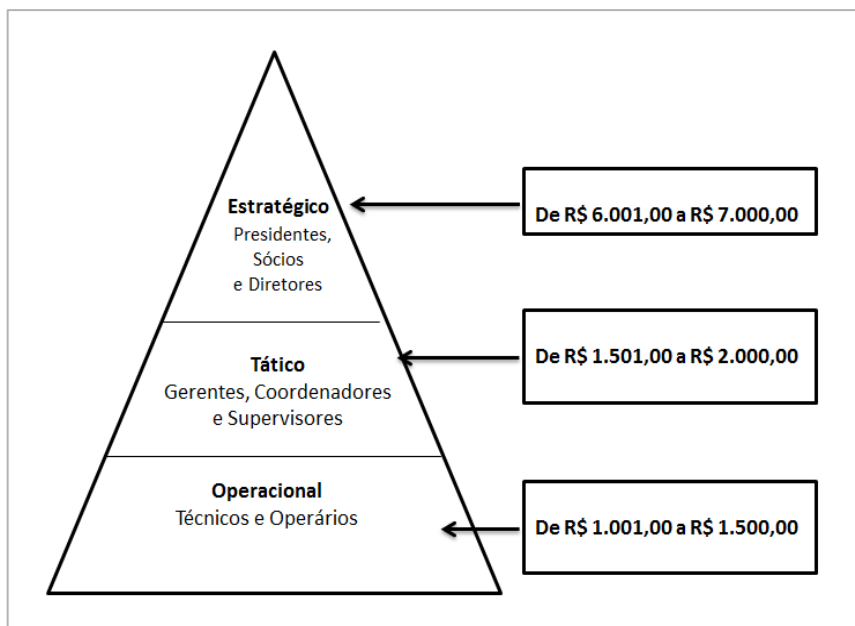 Estratégico
Presidentes,
Sócios
e Diretores
De R$ 6.001,00 a R$ 7.000,00
Tático
Gerentes, Coordenadores
e Supervisores
De R$ 1.501,00 a R$ 2.000,00
Operacional
Técnicos e Operários
De R$ 1.001,00 a R$ 1.500,00